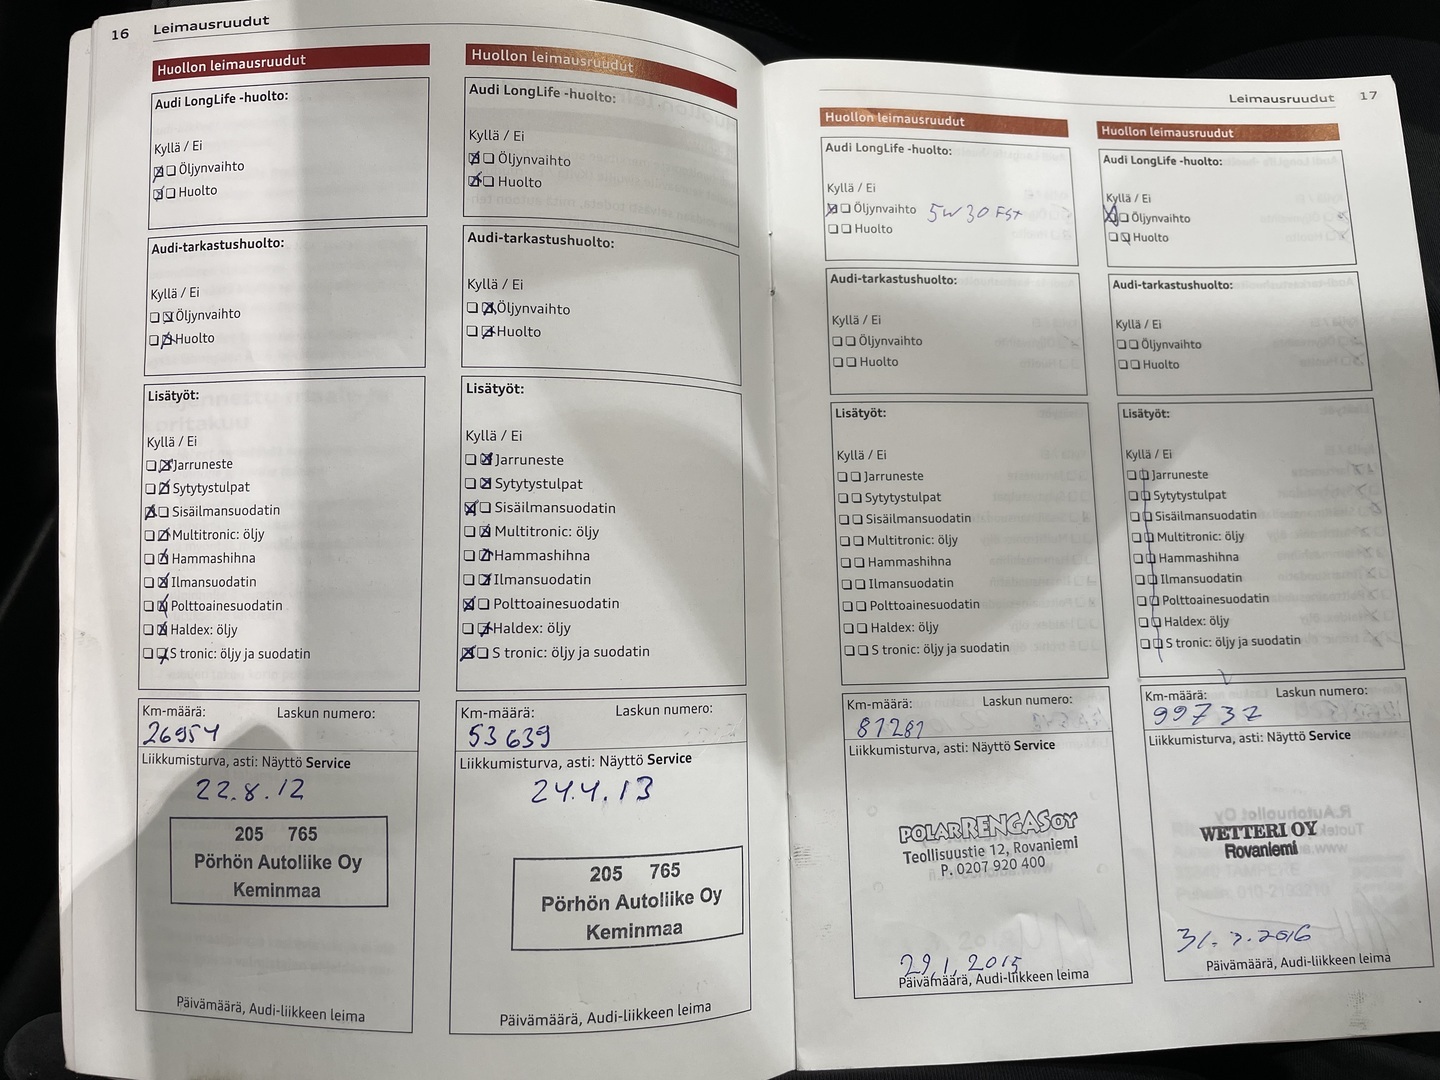 16 Leimausruudut
Huollon leimausruudut
Audi LongLife -huolto:
Kyllä / Ei
Öljynvaihto
Huolto
Audi-tarkastushuolto:
Kyllä / Ei
Öljynvaihto
Huolto
Lisätyöt:
Kyllä / Ei
Jarruneste
Sytytystulpat
Sisäilmansuodatin
Multitronic: öljy
Hammashihna
Ilmansuodatin
Polttoainesuodatin
Haldex: öljy
S tronic: öljy ja suodatin
Km-määrä: Laskun numero:
26954
Liikkumisturva, asti: Näyttö Service
22.8.12
205 765
Pörhön Autoliike Oy
Keminmaa
Päivämäärä, Audi-liikkeen leima
Huollon leimausruudut
Audi LongLife -huolto:
Kyllä / Ei
Öljynvaihto
Huolto
Audi-tarkastushuolto:
Kyllä / Ei
Öljynvaihto
Huolto
Lisätyöt:
Kyllä / Ei
Jarruneste
Sytytystulpat
Sisäilmansuodatin
Multitronic: öljy
Hammashihna
Ilmansuodatin
Polttoainesuodatin
Haldex: öljy
S tronic: öljy ja suodatin
Km-määrä: Laskun numero:
53 639
Liikkumisturva, asti: Näyttö Service
24.4.13
205 765
Pörhön Autoliike Oy
Keminmaa
Päivämäärä, Audi-liikkeen leima
Leimausruudut 17
Huollon leimausruudut
Audi LongLife -huolto:
Kyllä / Ei
Öljynvaihto 5W30 FST
Huolto
Audi-tarkastushuolto:
Kyllä / Ei
Öljynvaihto
Huolto
Lisätyöt:
Kyllä / Ei
Jarruneste
Sytytystulpat
Sisäilmansuodatin
Multitronic: öljy
Hammashihna
Ilmansuodatin
Polttoainesuodatin
Haldex: öljy
S tronic: öljy ja suodatin
Km-määrä: Laskun numero:
81281
Liikkumisturva, asti: Näyttö Service
POLARRENGAS OY
Teollisuustie 12, Rovaniemi
P. 0207 920 400
29.1.2015
Päivämäärä, Audi-liikkeen leima
Huollon leimausruudut
Audi LongLife -huolto:
Kyllä / Ei
Öljynvaihto
Huolto
Audi-tarkastushuolto:
Kyllä / Ei
Öljynvaihto
Huolto
Lisätyöt:
Kyllä / Ei
Jarruneste
Sytytystulpat
Sisäilmansuodatin
Multitronic: öljy
Hammashihna
Ilmansuodatin
Polttoainesuodatin
Haldex: öljy
S tronic: öljy ja suodatin
Km-määrä: Laskun numero:
99737
Liikkumisturva, asti: Näyttö Service
WETTERI OY
Rovaniemi
31.3.2016
Päivämäärä, Audi-liikkeen leima